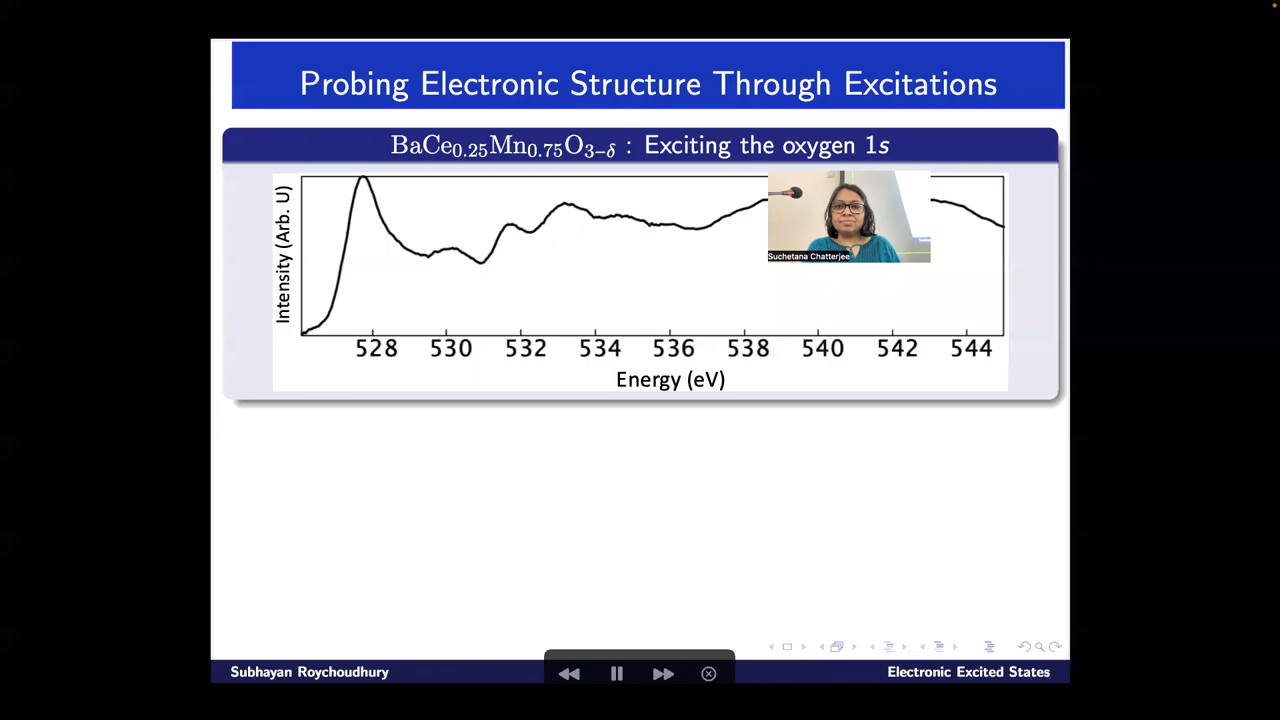 Probing Electronic Structure Through Excitations
BaCe0.25Mn0.75O3−δ : Exciting the oxygen 1s
Intensity (Arb. U)
Suchetana Chatterjee
528 530 532 534 536 538 540 542 544
Energy (eV)
Subhayan Roychoudhury
Electronic Excited States